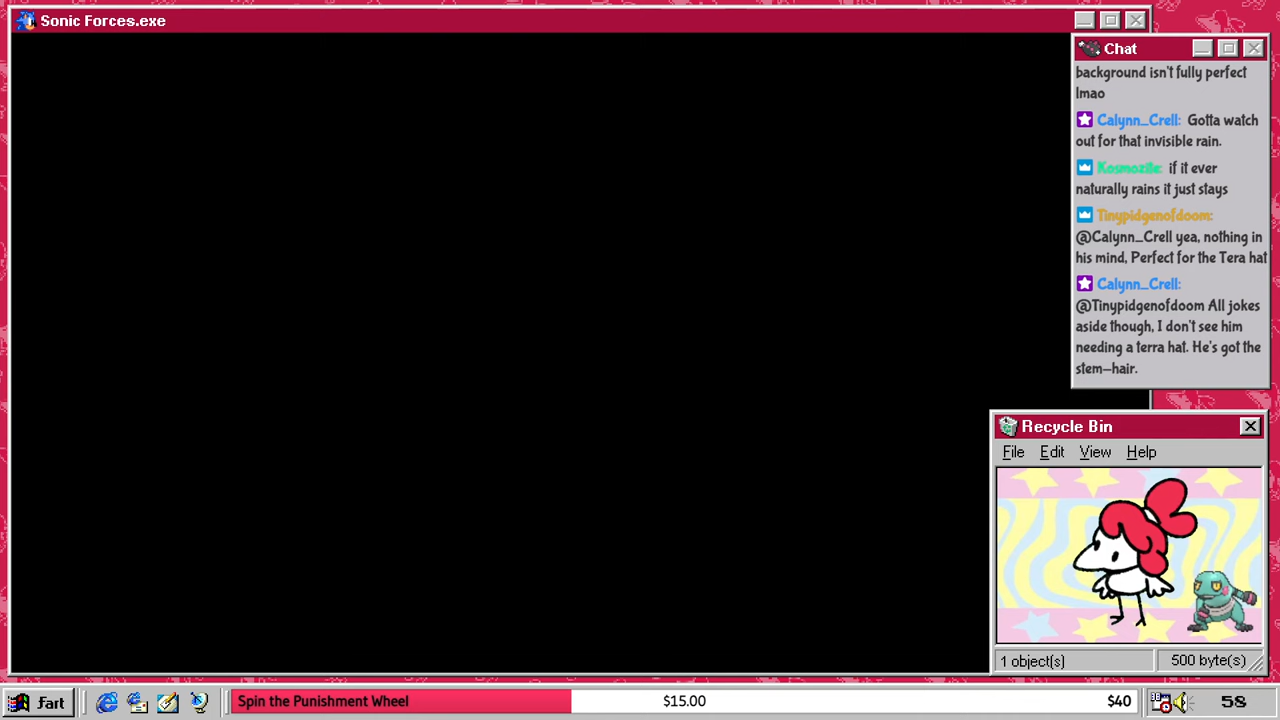 Sonic Forces.exe
Chat
background isn't fully perfect
lmao
Calynn_Crell: Gotta watch
out for that invisible rain.
Kosmozite: if it ever
naturally rains it just stays
Tinypidgenofdoom:
@Calynn_Crell yea, nothing in
his mind, Perfect for the Tera hat
Calynn_Crell:
@Tinypidgenofdoom All jokes
aside though, I don't see him
needing a terra hat. He's got the
stem-hair.
Recycle Bin
File Edit View Help
1 object(s) 500 byte(s)
fart Spin the Punishment Wheel $15.00 $40 58